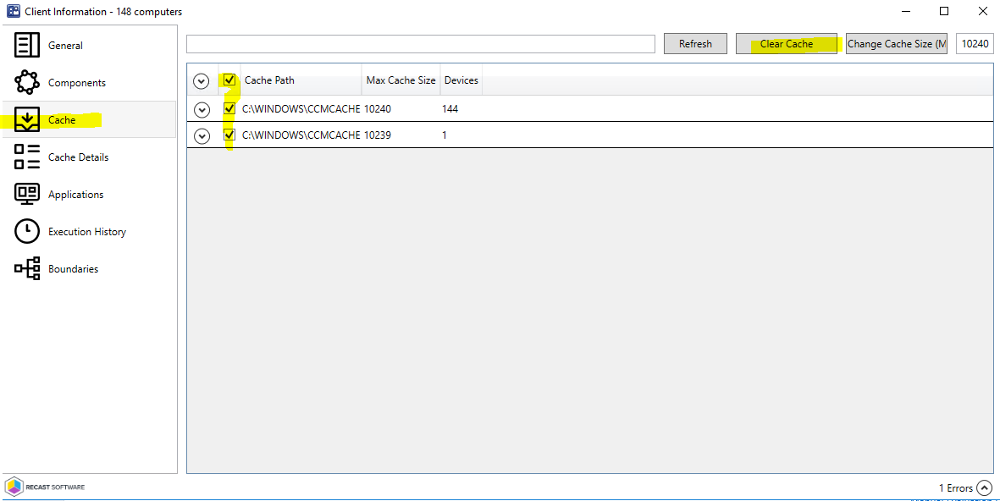 Client Information - 148 computers
General
Components
Cache
Cache Details
Applications
Execution History
Boundaries
Refresh
Clear Cache
Change Cache Size (M
10240
Cache Path Max Cache Size Devices
C:\WINDOWS\CCMCACHE 10240 144
C:\WINDOWS\CCMCACHE 10239 1
RECAST SOFTWARE
1 Errors